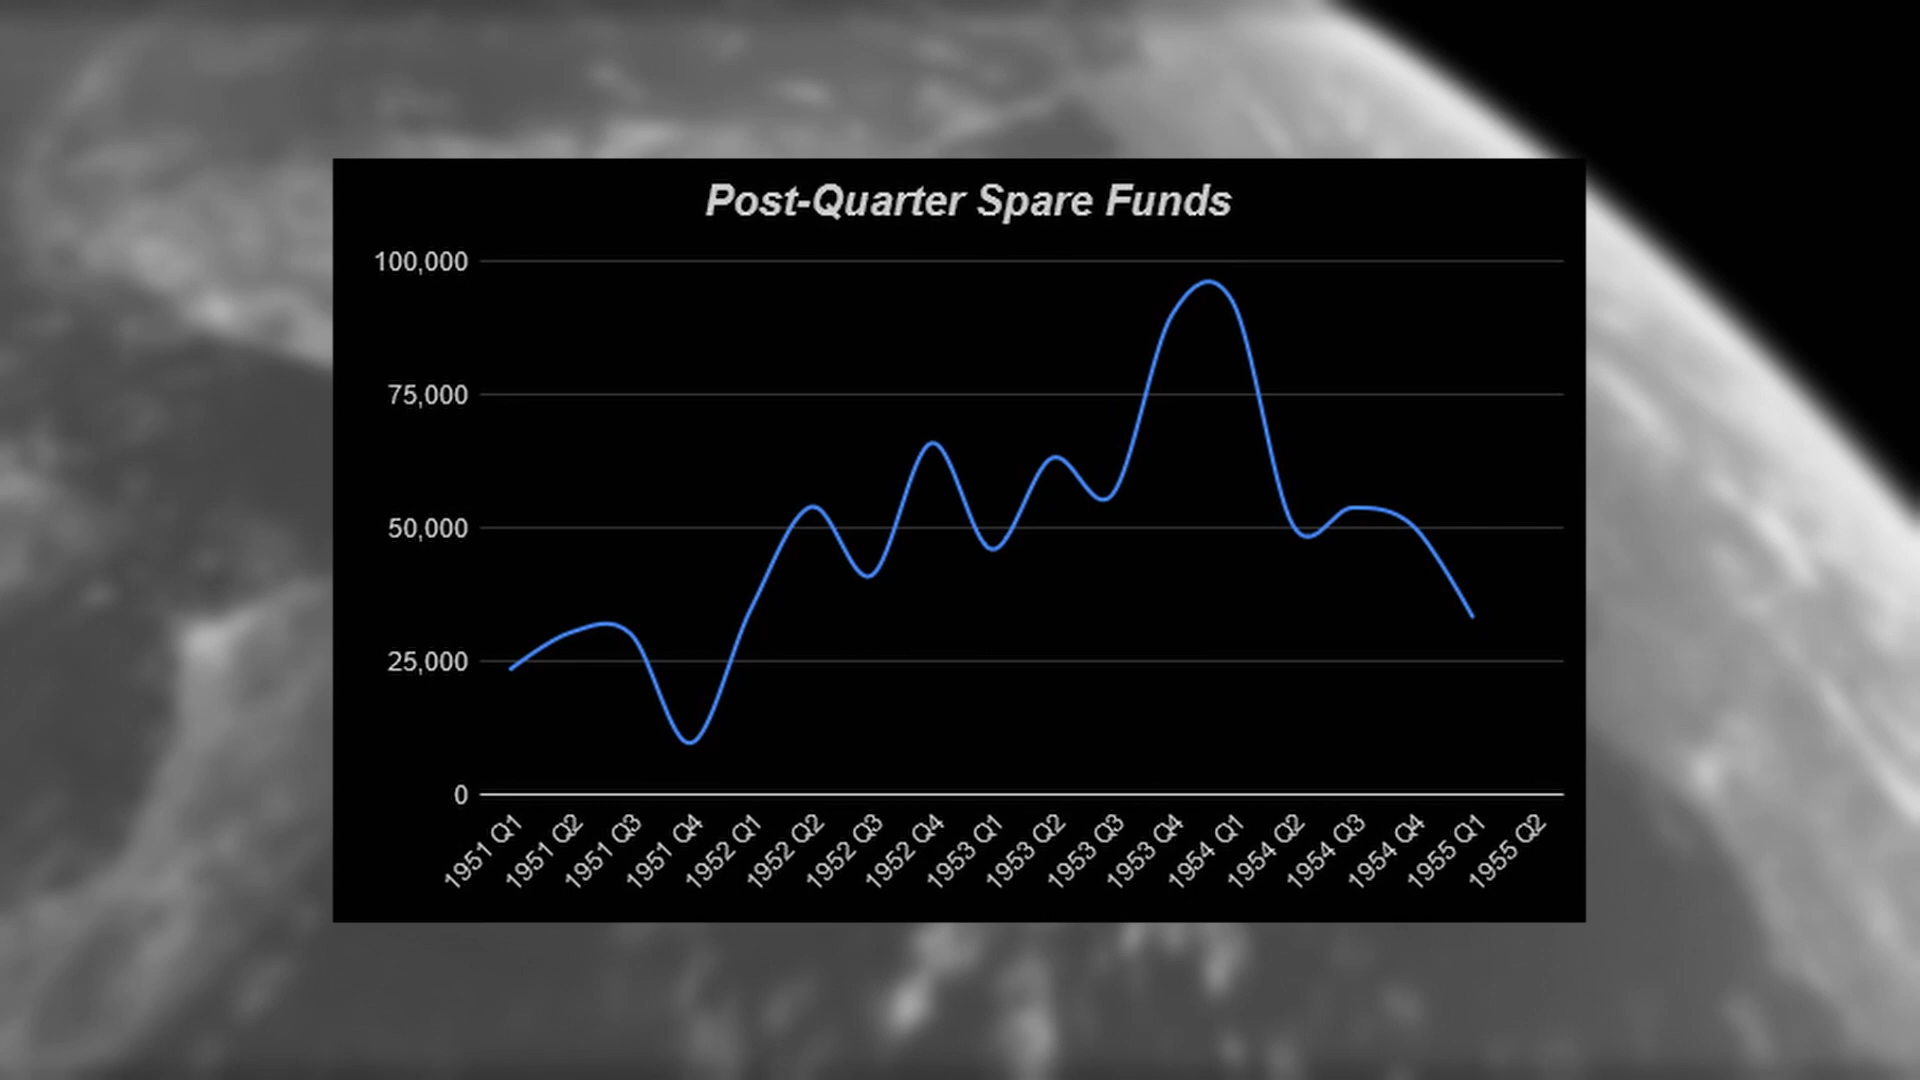 Post-Quarter Spare Funds
100,000
75,000
50,000
25,000
0
1951 Q1
1951 Q2
1951 Q3
1951 Q4
1952 Q1
1952 Q2
1952 Q3
1952 Q4
1953 Q1
1953 Q2
1953 Q3
1953 Q4
1954 Q1
1954 Q2
1954 Q3
1954 Q4
1955 Q1
1955 Q2